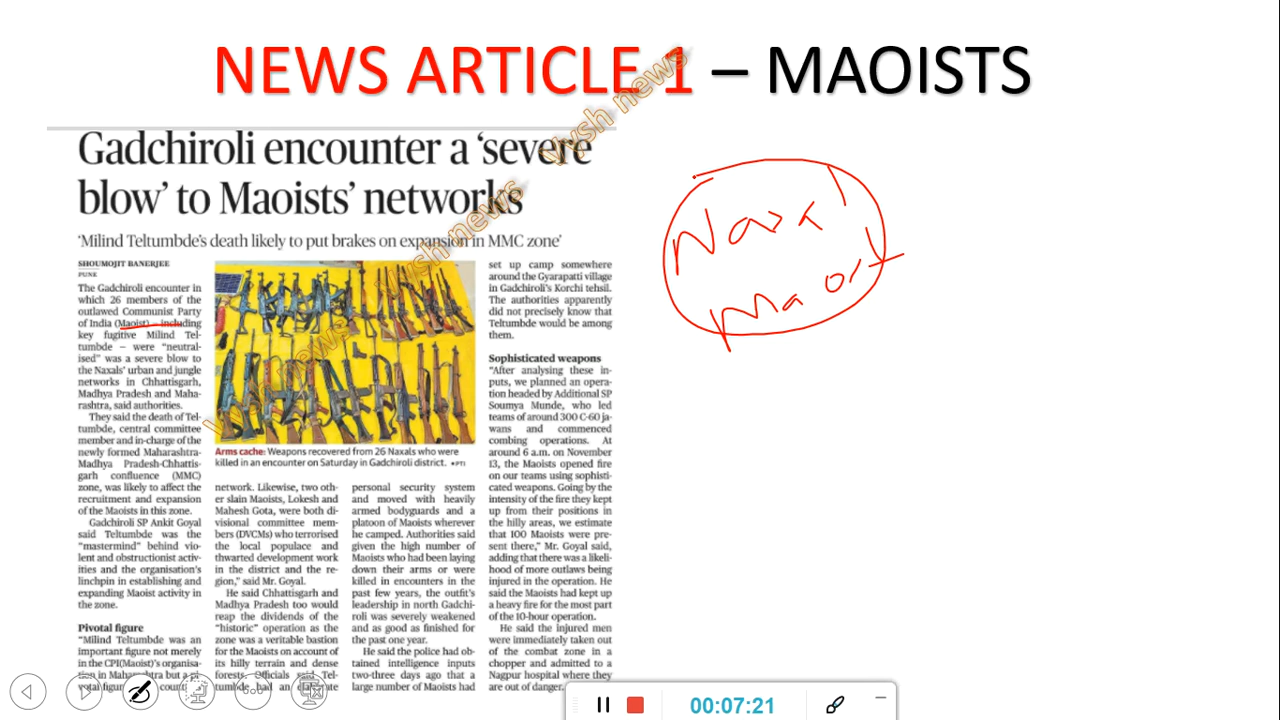 NEWS ARTICLE 1 – MAOISTS
Gadchiroli encounter a ‘severe
blow’ to Maoists’ networks
‘Milind Teltumbde’s death likely to put brakes on expansion in MMC zone’
SHOUMOJIT BANERJEE
PUNE
The Gadchiroli encounter in
which 26 members of the
outlawed Communist Party
of India (Maoist) – including
key fugitive Milind Tel-
tumbde – were “neutral-
ised” was a severe blow to
the Naxals’ urban and jungle
networks in Chhattisgarh,
Madhya Pradesh and Maha-
rashtra, said authorities.
They said the death of Tel-
tumbde, central committee
member and in-charge of the
newly formed Maharashtra-
Madhya Pradesh-Chhattis-
garh confluence (MMC)
zone, was likely to affect the
recruitment and expansion
of the Maoists in this zone.
Gadchiroli SP Ankit Goyal
said Teltumbde was the
“mastermind” behind vio-
lent and obstructionist activ-
ities and the organisation’s
linchpin in establishing and
expanding Maoist activity in
the zone.
Pivotal figure
“Milind Teltumbde was an
important figure not merely
in the CPI(Maoist)’s organisa-
tion in Maharashtra but a pi-
votal figure count
Arms cache: Weapons recovered from 26 Naxals who were
killed in an encounter on Saturday in Gadchiroli district. •PTI
network. Likewise, two oth-
er slain Maoists, Lokesh and
Mahesh Gota, were both di-
visional committee mem-
bers (DVCMs) who terrorised
the local populace and
thwarted development work
in the district and the re-
gion,” said Mr. Goyal.
He said Chhattisgarh and
Madhya Pradesh too would
reap the dividends of the
“historic” operation as the
zone was a veritable bastion
for the Maoists on account of
its hilly terrain and dense
forests. Officials said Tel-
tumbde had an elaborate
personal security system
and moved with heavily
armed bodyguards and a
platoon of Maoists wherever
he camped. Authorities said
given the high number of
Maoists who had been laying
down their arms or were
killed in encounters in the
past few years, the outfit’s
leadership in north Gadchi-
roli was severely weakened
and as good as finished for
the past one year.
He said the police had ob-
tained intelligence inputs
two-three days ago that a
large number of Maoists had
set up camp somewhere
around the Gyarapatti village
in Gadchiroli’s Korchi tehsil.
The authorities apparently
did not precisely know that
Teltumbde would be among
them.
Sophisticated weapons
“After analysing these in-
puts, we planned an opera-
tion headed by Additional SP
Soumya Munde, who led
teams of around 300 C-60 ja-
wans and commenced
combing operations. At
around 6 a.m. on November
13, the Maoists opened fire
on our teams using sophisti-
cated weapons. Going by the
intensity of the fire they kept
up from their positions in
the hilly areas, we estimate
that 100 Maoists were pre-
sent there,” Mr. Goyal said,
adding that there was a likeli-
hood of more outlaws being
injured in the operation. He
said the Maoists had kept up
a heavy fire for the most part
of the 10-hour operation.
He said the injured men
were immediately taken out
of the combat zone in a
chopper and admitted to a
Nagpur hospital where they
are out of danger.
Vysh news
Vysh news
Vysh news
Naxal
Maoist
00:07:21